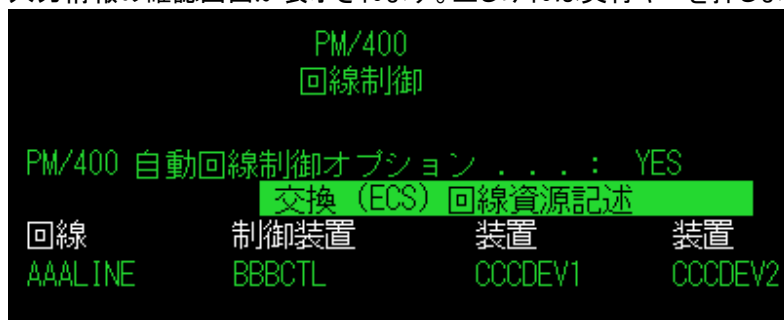 PM/400
回線制御
PM/400 自動回線制御オプション . . . . : YES
交換 (ECS) 回線資源記述
回線 制御装置 装置 装置
AAALINE BBBCTL CCCDEV1 CCCDEV2